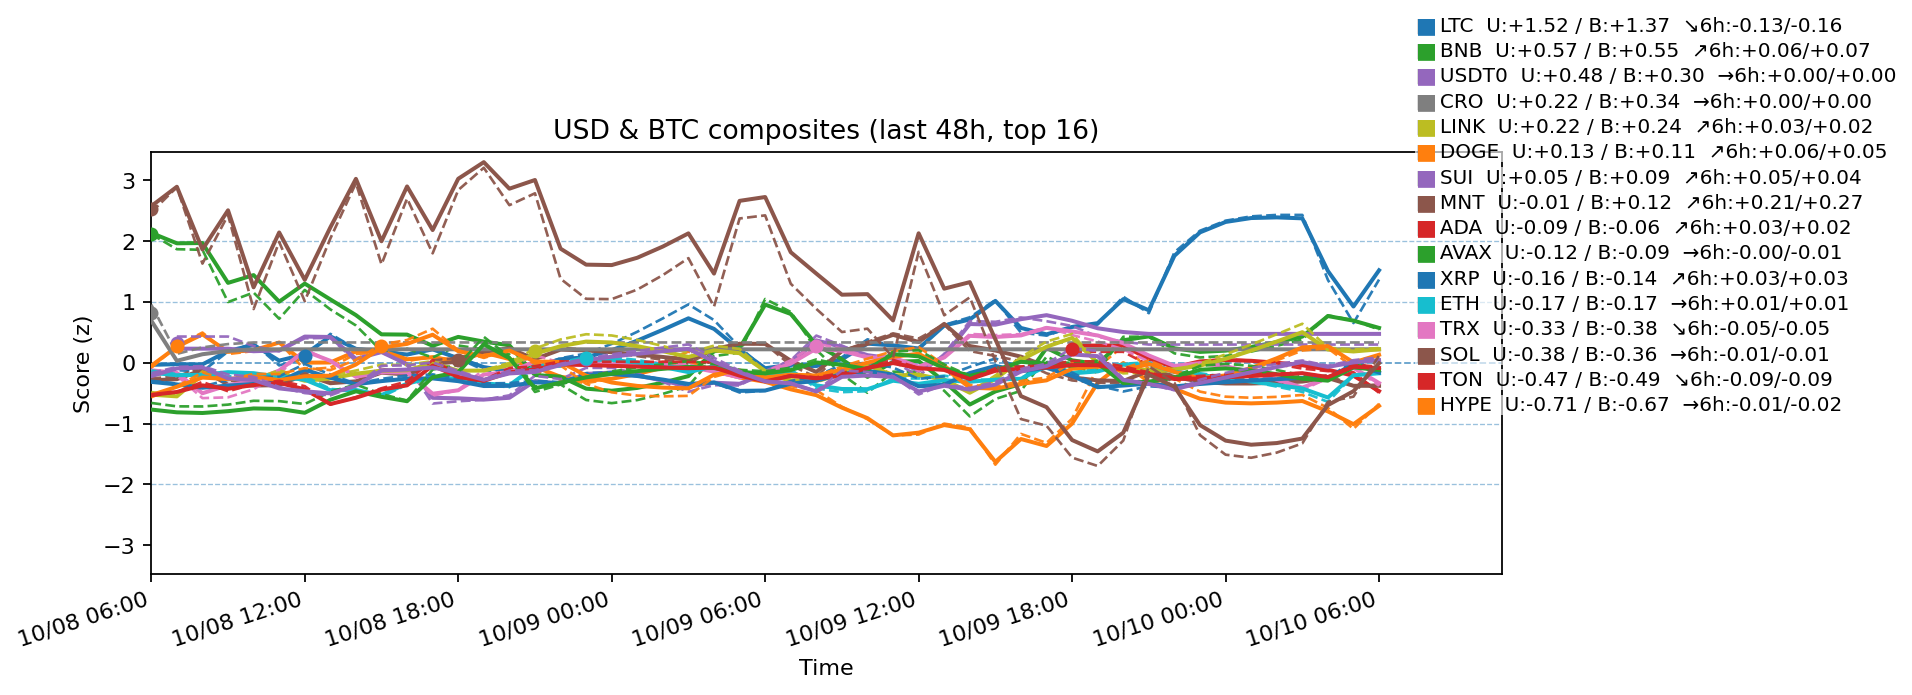 LTC  U:+1.52 / B:+1.37  ↘6h:-0.13/-0.16
BNB  U:+0.57 / B:+0.55  ↗6h:+0.06/+0.07
USDT0  U:+0.48 / B:+0.30  →6h:+0.00/+0.00
CRO  U:+0.22 / B:+0.34  →6h:+0.00/+0.00
LINK  U:+0.22 / B:+0.24  ↗6h:+0.03/+0.02
DOGE  U:+0.13 / B:+0.11  ↗6h:+0.06/+0.05
SUI  U:+0.05 / B:+0.09  ↗6h:+0.05/+0.04
MNT  U:-0.01 / B:+0.12  ↗6h:+0.21/+0.27
ADA  U:-0.09 / B:-0.06  ↗6h:+0.03/+0.02
AVAX  U:-0.12 / B:-0.09  →6h:-0.00/-0.01
XRP  U:-0.16 / B:-0.14  ↗6h:+0.03/+0.03
ETH  U:-0.17 / B:-0.17  →6h:+0.01/+0.01
TRX  U:-0.33 / B:-0.38  ↘6h:-0.05/-0.05
SOL  U:-0.38 / B:-0.36  →6h:-0.01/-0.01
TON  U:-0.47 / B:-0.49  ↘6h:-0.09/-0.09
HYPE  U:-0.71 / B:-0.67  →6h:-0.01/-0.02
USD & BTC composites (last 48h, top 16)
Score (z)
3
2
1
0
−1
−2
−3
10/08 06:00
10/08 12:00
10/08 18:00
10/09 00:00
10/09 06:00
10/09 12:00
10/09 18:00
10/10 00:00
10/10 06:00
Time